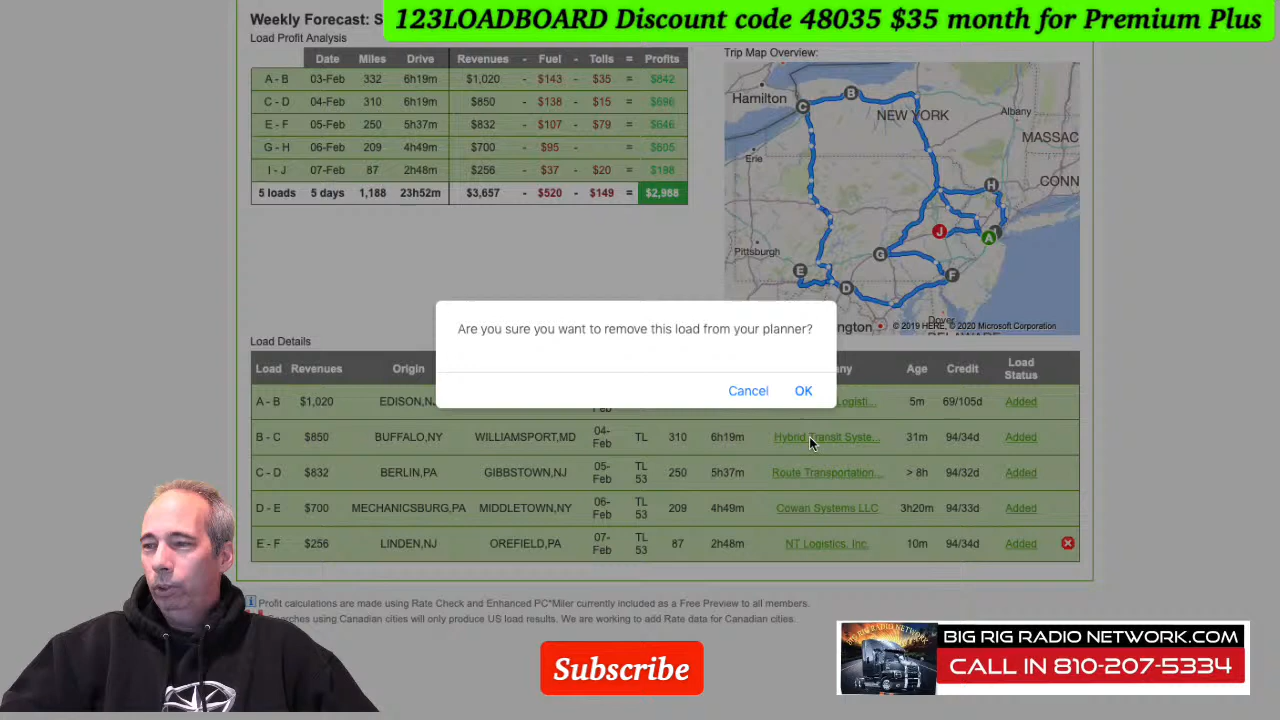 123LOADBOARD Discount code 48035 $35 month for Premium Plus
Weekly Forecast: S
Load Profit Analysis
Date Miles Drive Revenues - Fuel - Tolls = Profits
A - B 03-Feb 332 6h19m $1,020 - $143 - $35 = $842
C - D 04-Feb 310 6h19m $850 - $138 - $15 = $696
E - F 05-Feb 250 5h37m $832 - $107 - $79 = $646
G - H 06-Feb 209 4h49m $700 - $95 - = $605
I - J 07-Feb 87 2h48m $256 - $37 - $20 = $198
5 loads 5 days 1,188 23h52m $3,657 - $520 - $149 = $2,988
Trip Map Overview:
Hamilton
B
C
NEW YORK
Albany
MASSAC
Erie
CONN
H
J
A
Pittsburgh
G
E
F
D
Dover
ngton
© 2019 HERE, © 2020 Microsoft Corporation
DELAWARE
Are you sure you want to remove this load from your planner?
Cancel OK
Load Details
Load Revenues Origin ny Age Credit Load Status
A - B $1,020 EDISON,N Feb Logisti... 5m 69/105d Added
B - C $850 BUFFALO,NY WILLIAMSPORT,MD 04-Feb TL 310 6h19m Hybrid Transit Syste... 31m 94/34d Added
C - D $832 BERLIN,PA GIBBSTOWN,NJ 05-Feb TL 53 250 5h37m Route Transportation... > 8h 94/32d Added
D - E $700 MECHANICSBURG,PA MIDDLETOWN,NY 06-Feb TL 53 209 4h49m Cowan Systems LLC 3h20m 94/33d Added
E - F $256 LINDEN,NJ OREFIELD,PA 07-Feb TL 53 87 2h48m NT Logistics, Inc. 10m 94/34d Added
Profit calculations are made using Rate Check and Enhanced PC*Miler currently included as a Free Preview to all members.
Searches using Canadian cities will only produce US load results. We are working to add Rate data for Canadian cities.
Subscribe
BIG RIG RADIO NETWORK.COM
CALL IN 810-207-5334